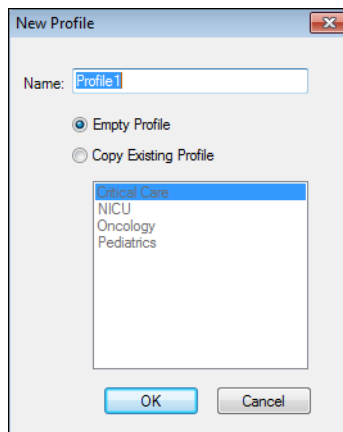 New Profile
Name: Profile1
Empty Profile
Copy Existing Profile
Critical Care
NICU
Oncology
Pediatrics
OK Cancel